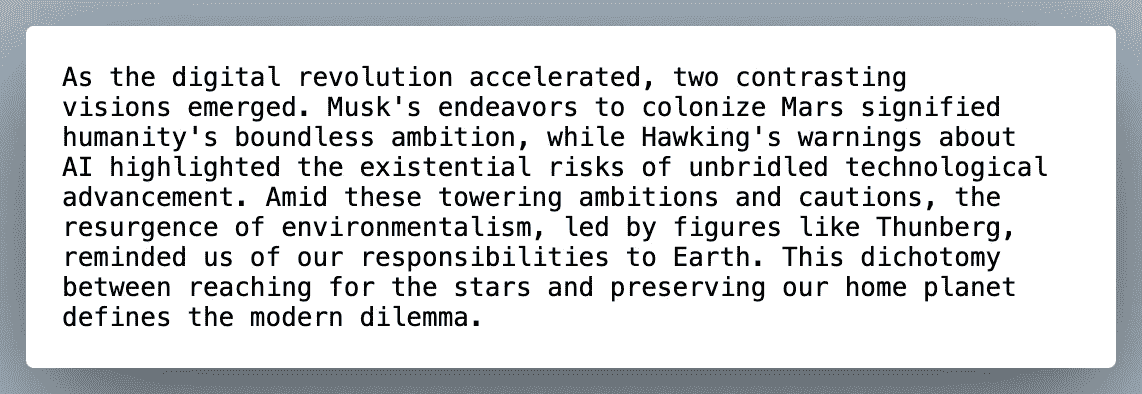 As the digital revolution accelerated, two contrasting
visions emerged. Musk's endeavors to colonize Mars signified
humanity's boundless ambition, while Hawking's warnings about
AI highlighted the existential risks of unbridled technological
advancement. Amid these towering ambitions and cautions, the
resurgence of environmentalism, led by figures like Thunberg,
reminded us of our responsibilities to Earth. This dichotomy
between reaching for the stars and preserving our home planet
defines the modern dilemma.